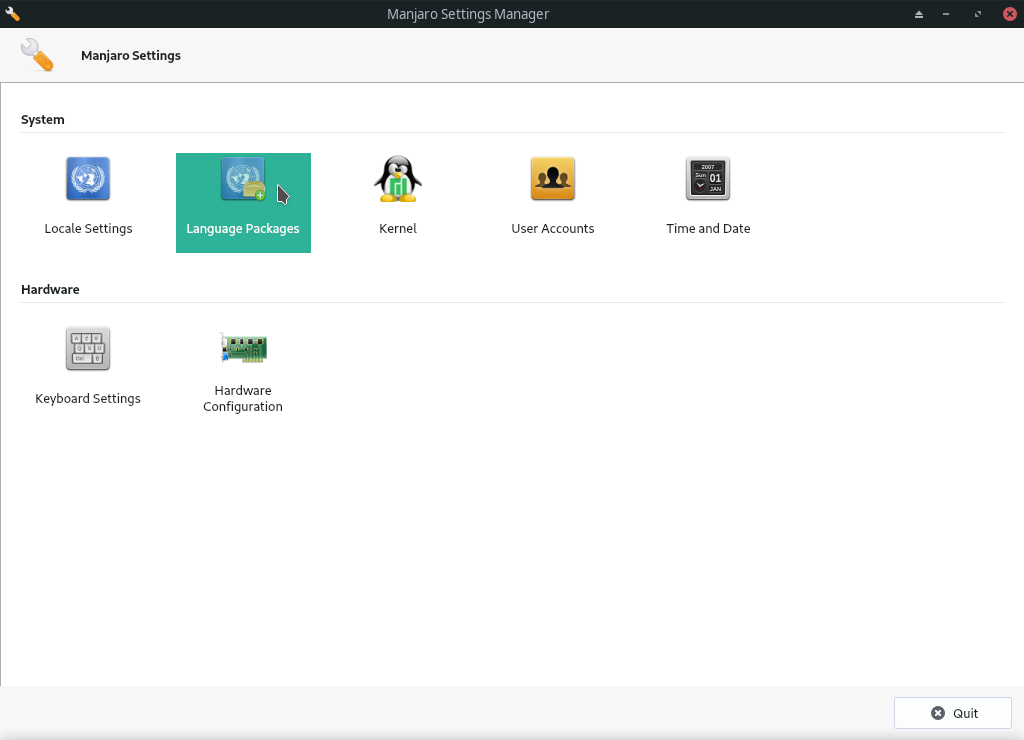 Manjaro Settings Manager
Manjaro Settings
System
Locale Settings
Language Packages
Kernel
2007
Sun
01
JAN
User Accounts
Time and Date
Hardware
Keyboard Settings
Hardware
Configuration
Quit